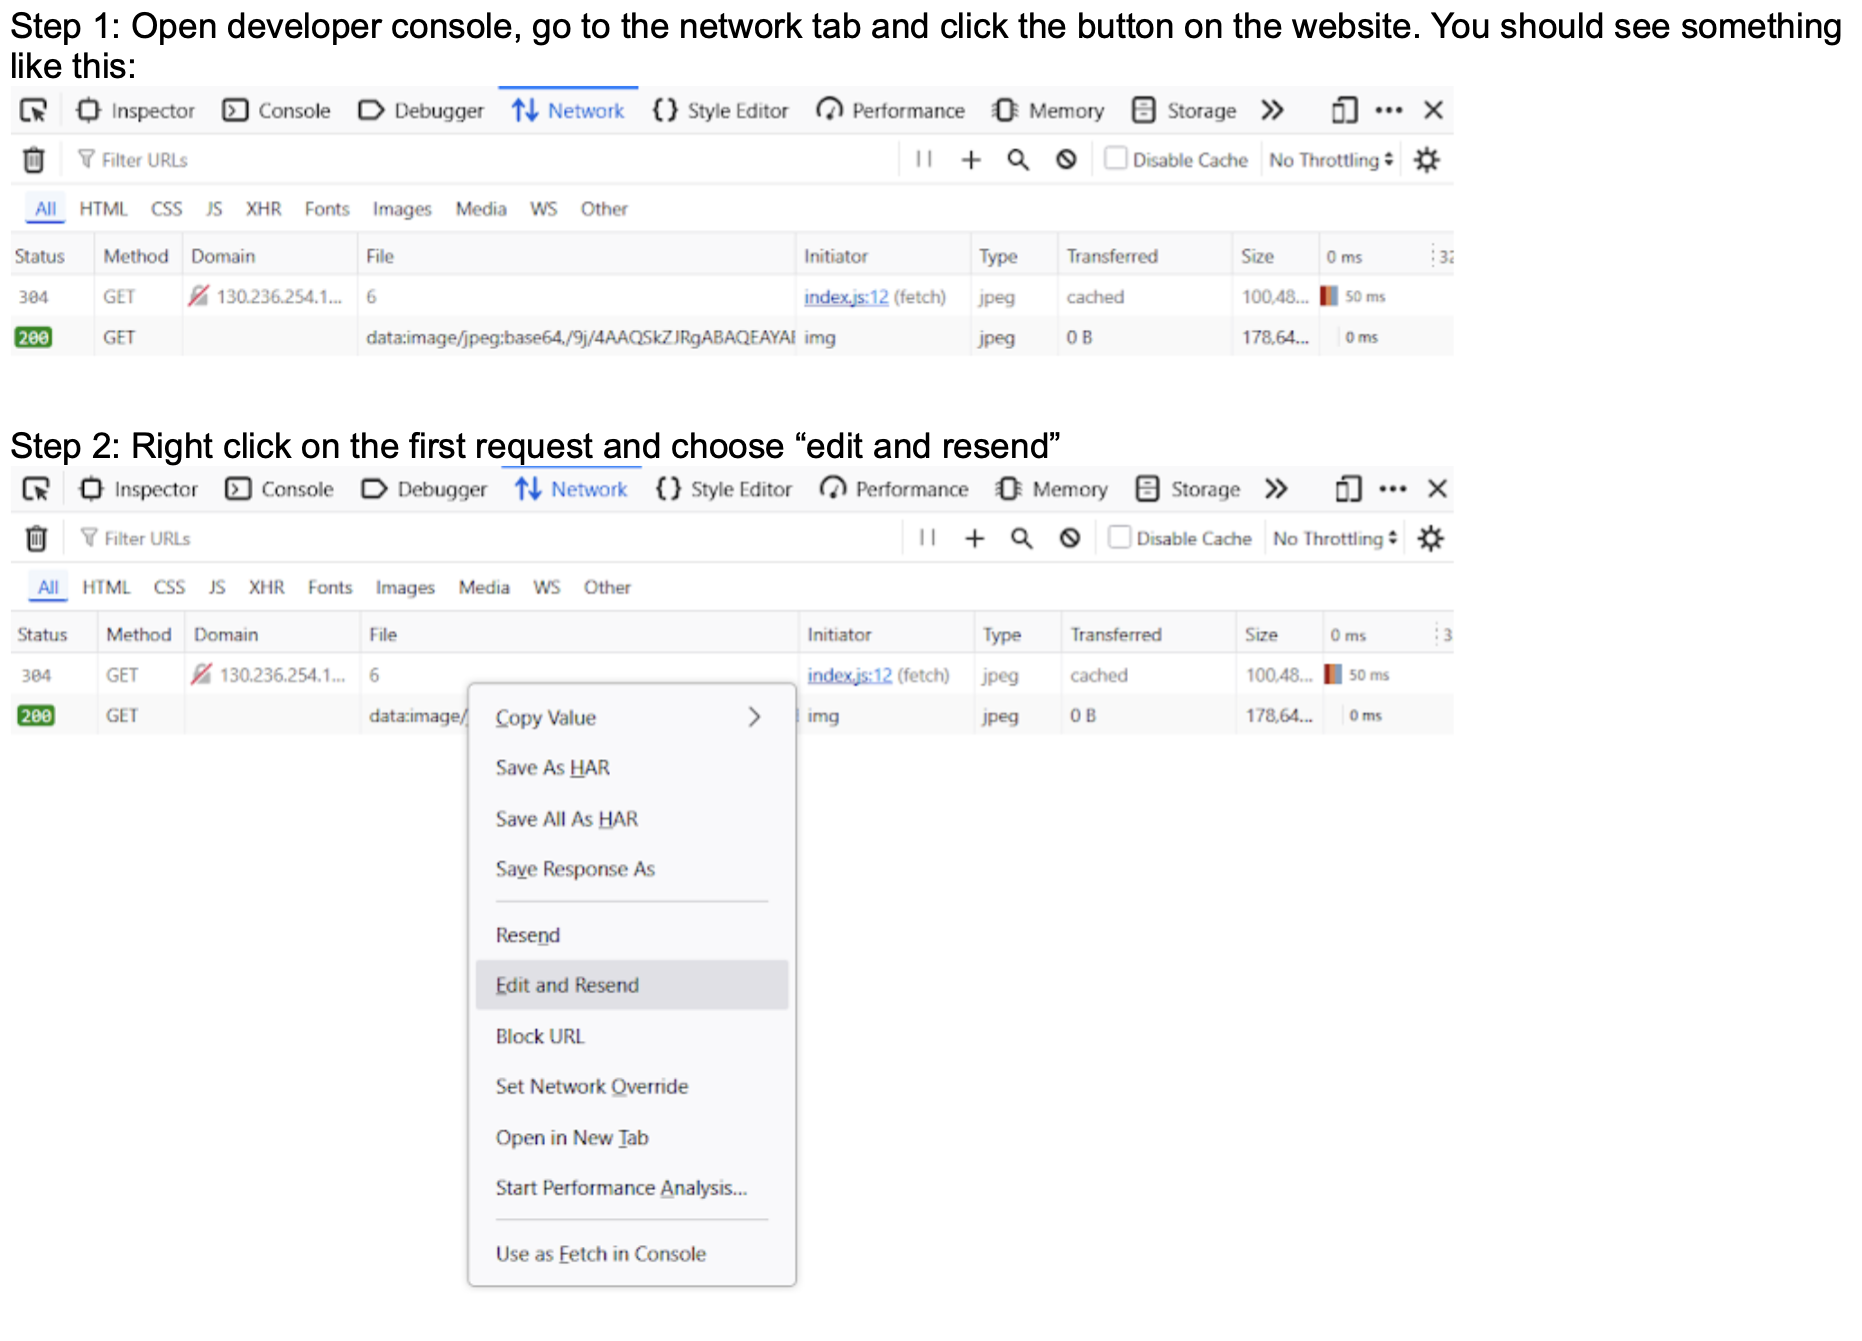 Step 1: Open developer console, go to the network tab and click the button on the website. You should see something
like this:
Inspector Console Debugger Network Style Editor Performance Memory Storage
Filter URLs Disable Cache No Throttling
All HTML CSS JS XHR Fonts Images Media WS Other
Status Method Domain File Initiator Type Transferred Size 0 ms 32
304 GET 130.236.254.1... 6 index.js:12 (fetch) jpeg cached 100,48... 50 ms
200 GET data:image/jpeg;base64,/9j/4AAQSkZJRgABAQEAYAI img jpeg 0 B 178,64... 0 ms
Step 2: Right click on the first request and choose “edit and resend”
Inspector Console Debugger Network Style Editor Performance Memory Storage
Filter URLs Disable Cache No Throttling
All HTML CSS JS XHR Fonts Images Media WS Other
Status Method Domain File Initiator Type Transferred Size 0 ms 3
304 GET 130.236.254.1... 6 index.js:12 (fetch) jpeg cached 100,48... 50 ms
200 GET data:image/ img jpeg 0 B 178,64... 0 ms
Copy Value
Save As HAR
Save All As HAR
Save Response As
Resend
Edit and Resend
Block URL
Set Network Override
Open in New Tab
Start Performance Analysis...
Use as Fetch in Console